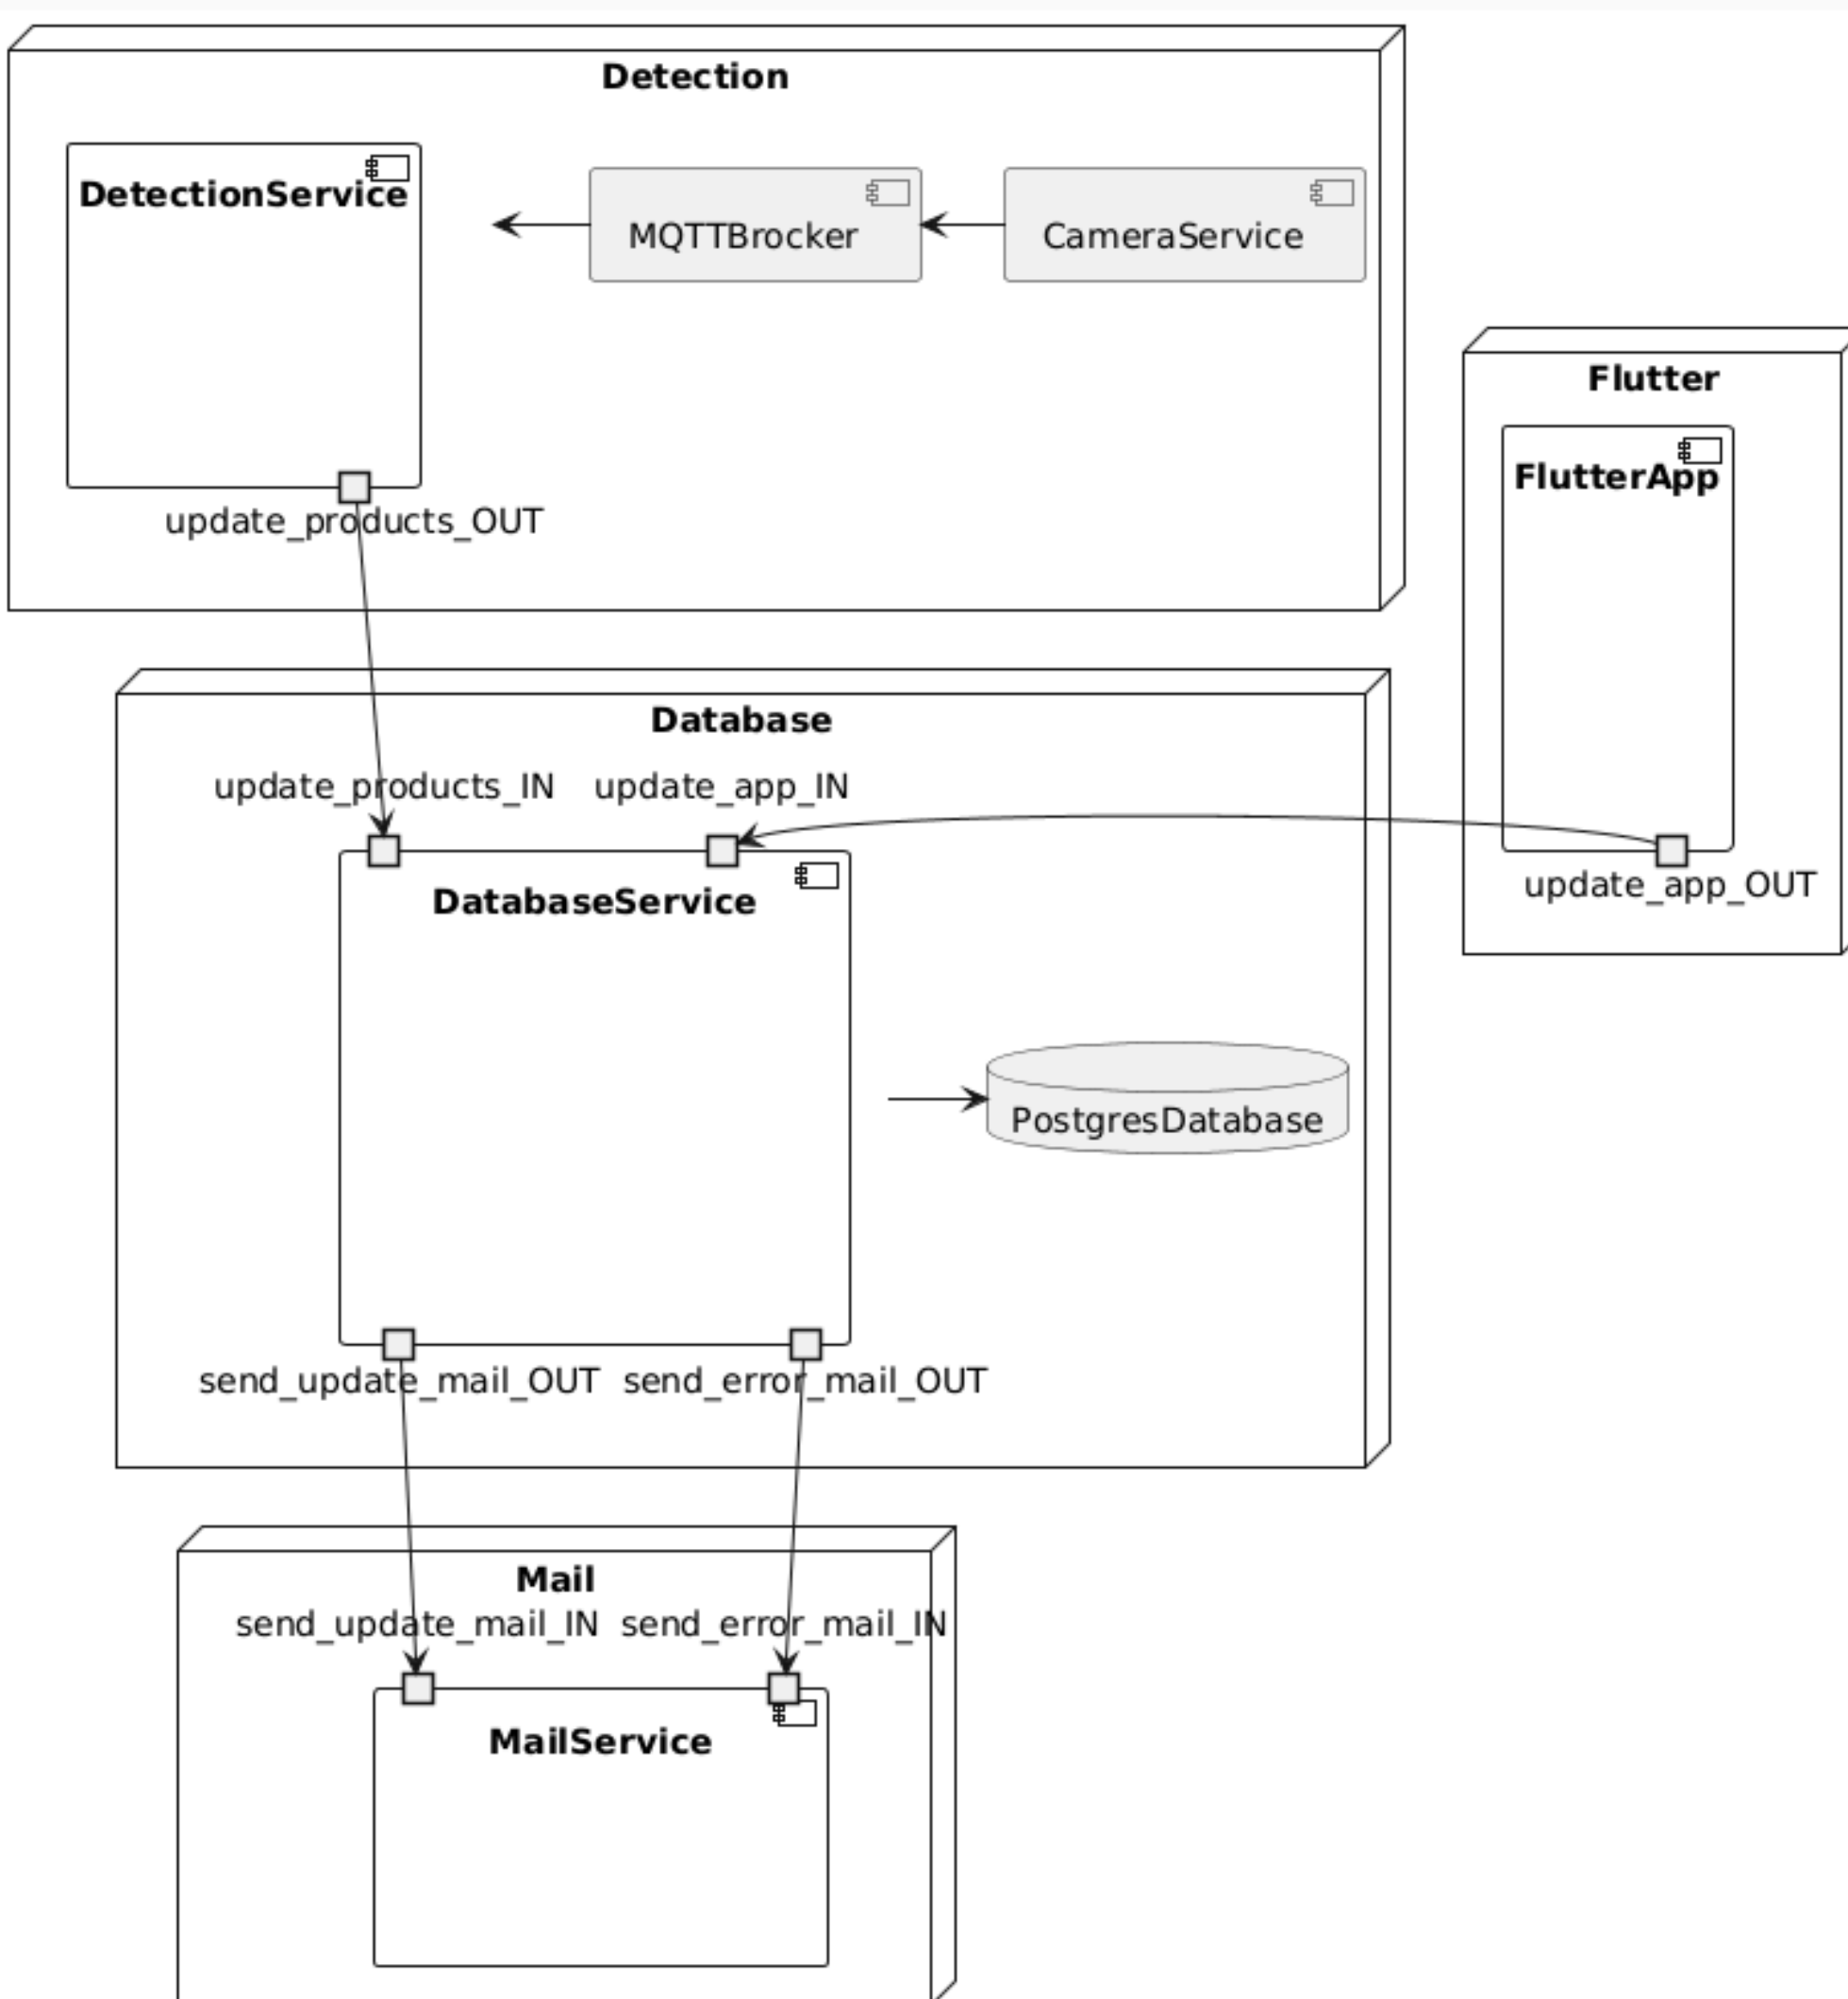 Detection
DetectionService
MQTTBrocker
CameraService
update_products_OUT
Flutter
FlutterApp
update_app_OUT
Database
update_products_IN
update_app_IN
DatabaseService
PostgresDatabase
send_update_mail_OUT
send_error_mail_OUT
Mail
send_update_mail_IN
send_error_mail_IN
MailService